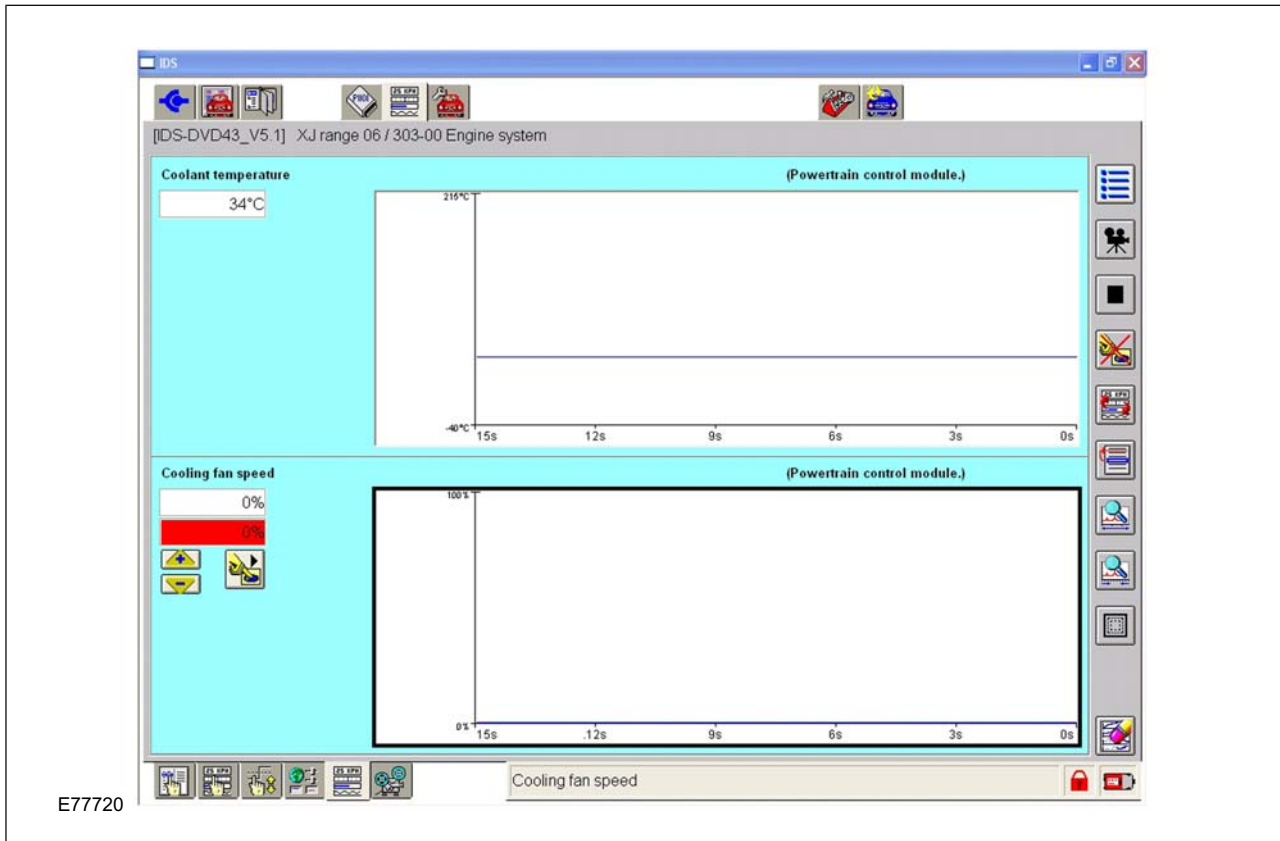 IDS
[IDS-DVD43_V5.1] XJ range 06 / 303-00 Engine system
Coolant temperature
(Powertrain control module.)
34°C
215°C
-40°C
15s 12s 9s 6s 3s 0s
Cooling fan speed
(Powertrain control module.)
0%
0%
100%
0%
15s .12s 9s 6s 3s 0s
Cooling fan speed
E77720